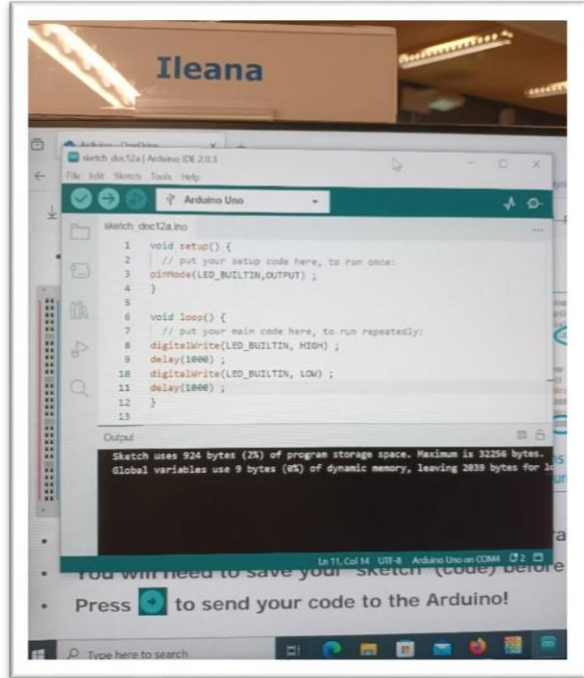 Ileana
sketch_doc12a | Arduino IDE 2.0.3
File Edit Sketch Tools Help
Arduino Uno
sketch_doc12a.ino
1 void setup() {
2 // put your setup code here, to run once:
3 pinMode(LED_BUILTIN,OUTPUT) ;
4 }
5
6 void loop() {
7 // put your main code here, to run repeatedly:
8 digitalWrite(LED_BUILTIN, HIGH) ;
9 delay(1000) ;
10 digitalWrite(LED_BUILTIN, LOW) ;
11 delay(1000) ;
12 }
13
Output
Sketch uses 924 bytes (2%) of program storage space. Maximum is 32256 bytes.
Global variables use 9 bytes (0%) of dynamic memory, leaving 2039 bytes for lo
Ln 11, Col 14 UTF-8 Arduino Uno on COM4 2
You will need to save your "sketch" (code) before
Press to send your code to the Arduino!
Type here to search